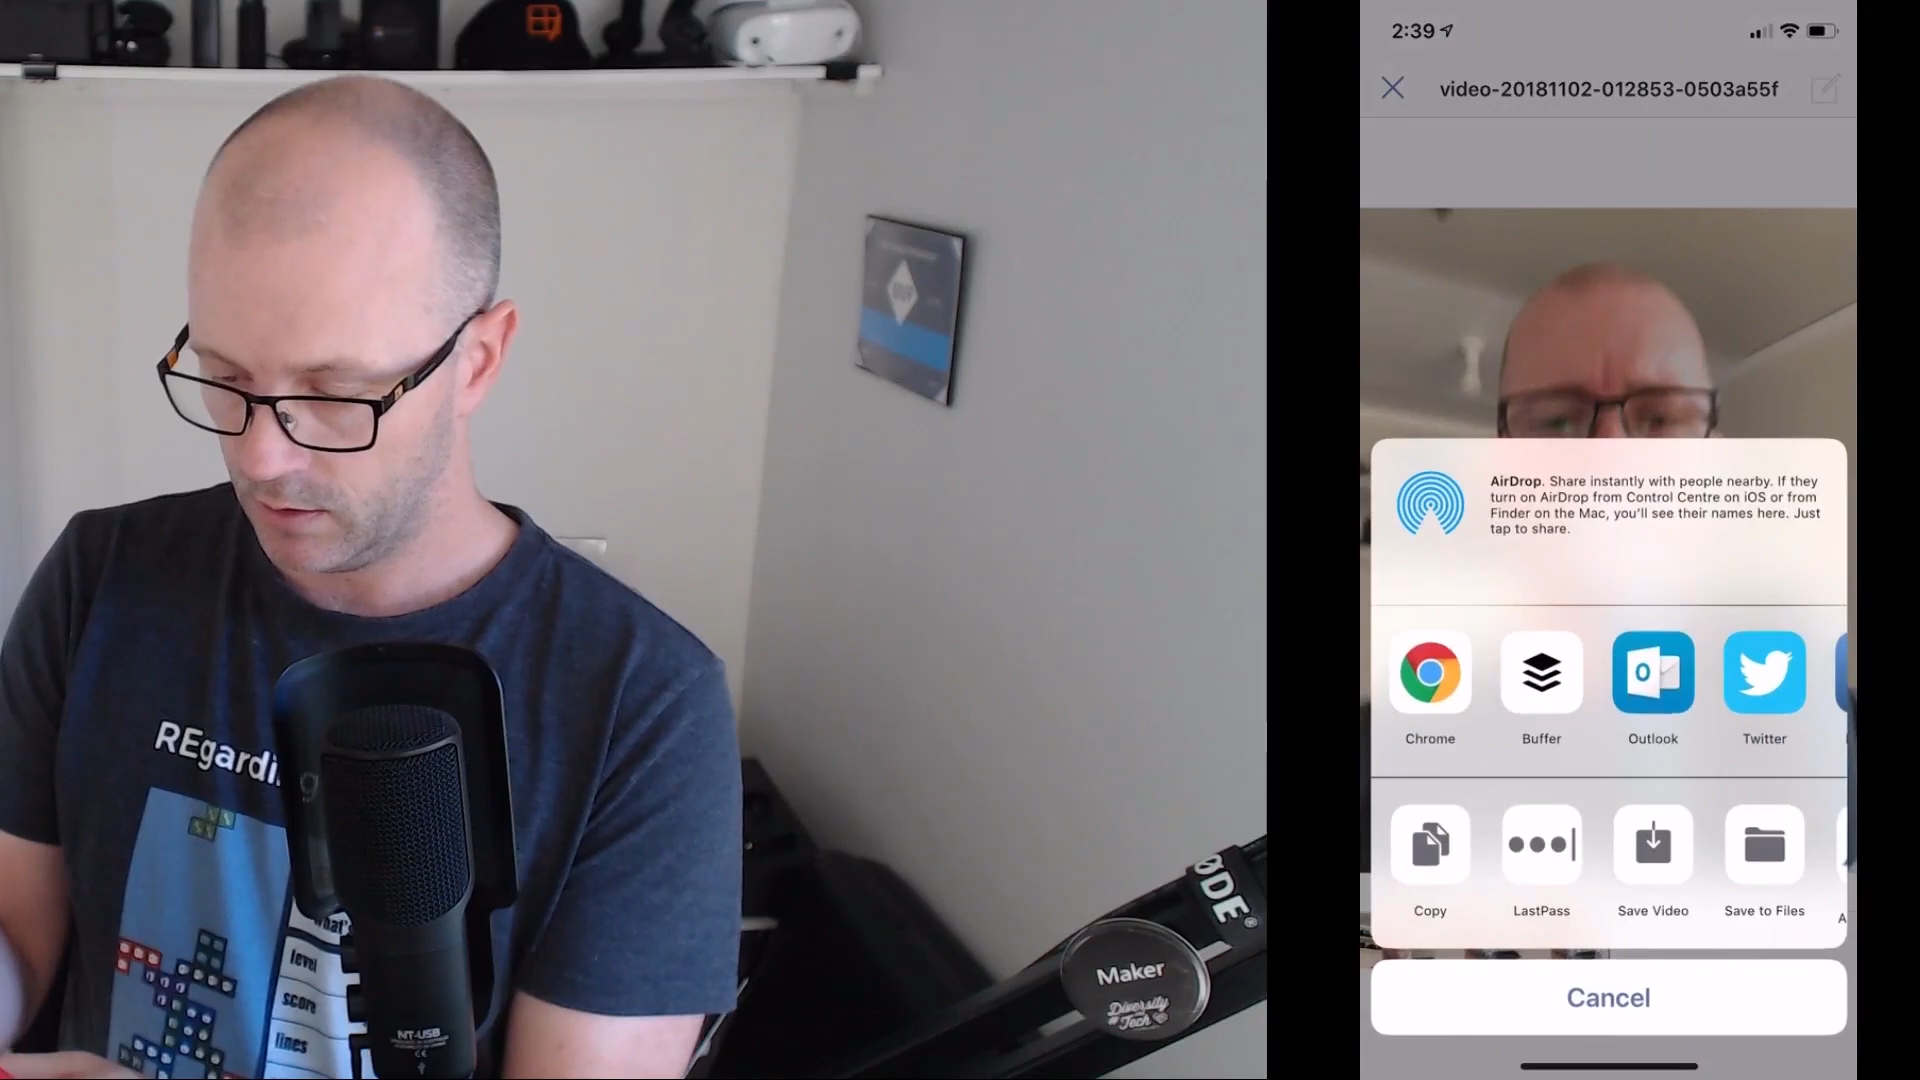 2:39
video-20181102-012853-0503a55f
AirDrop. Share instantly with people nearby. If they
turn on AirDrop from Control Centre on iOS or from
Finder on the Mac, you'll see their names here. Just
tap to share.
Chrome
Buffer
Outlook
Twitter
Copy
LastPass
Save Video
Save to Files
A
Cancel
REgardi
level
score
lines
NT-USB
RØDE
Maker
Diversity
#Tech